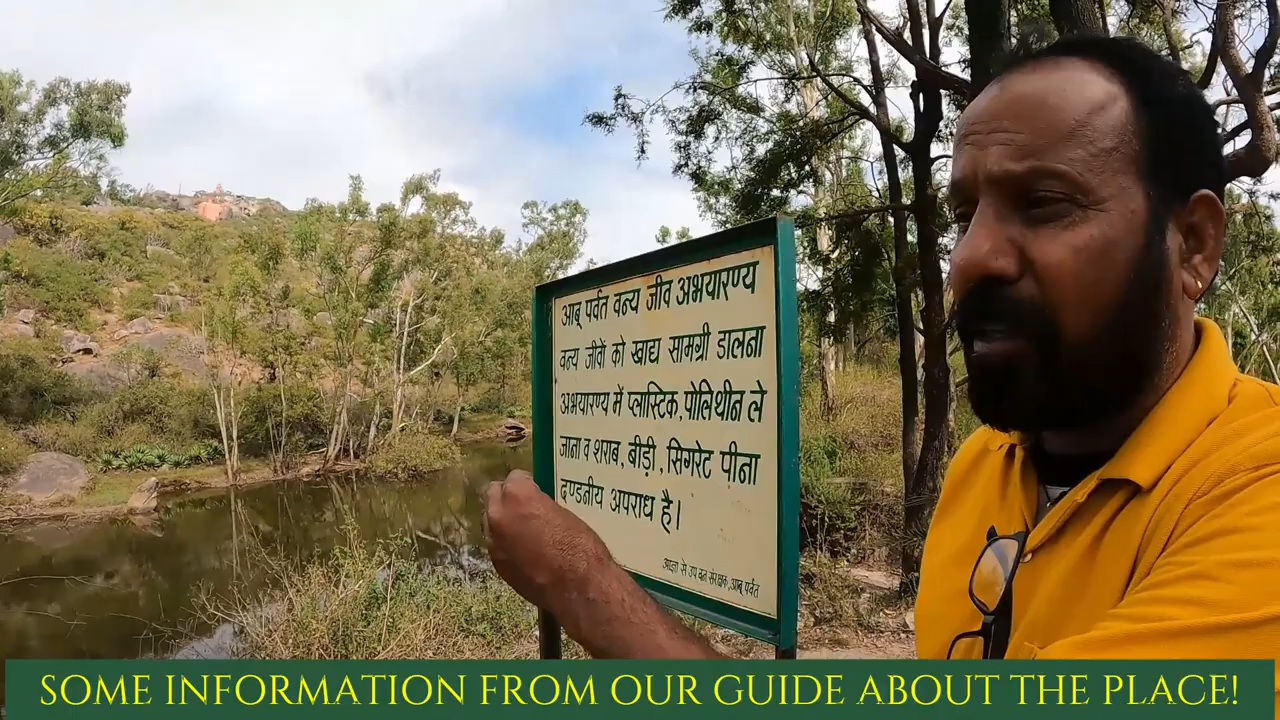 आबू पर्वत वन्य जीव अभयारण्य
वन्य जीवों को खाद्य सामग्री डालना
अभयारण्य में प्लास्टिक,पोलिथीन ले
जाना व शराब, बीड़ी, सिगरेट पीना
दण्डनीय अपराध है।
आज्ञा से उप वन संरक्षक,आबू पर्वत
SOME INFORMATION FROM OUR GUIDE ABOUT THE PLACE!